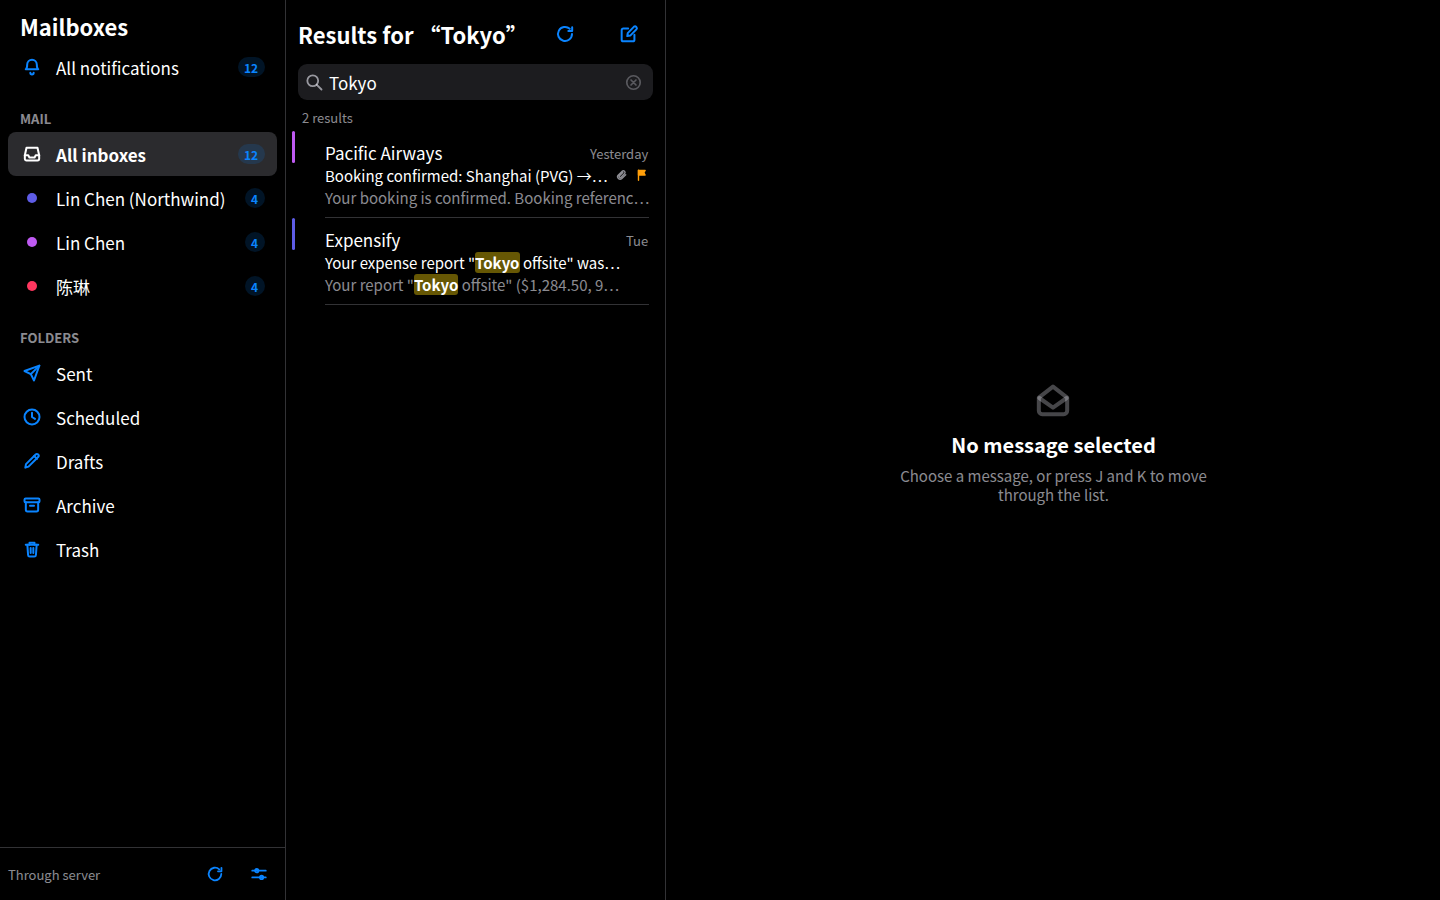 Mailboxes
All notifications 12
MAIL
All inboxes 12
Lin Chen (Northwind) 4
Lin Chen 4
陈琳 4
FOLDERS
Sent
Scheduled
Drafts
Archive
Trash
Through server
Results for “Tokyo”
Tokyo
2 results
Pacific Airways Yesterday
Booking confirmed: Shanghai (PVG) →…
Your booking is confirmed. Booking referenc…
Expensify Tue
Your expense report "Tokyo offsite" was…
Your report "Tokyo offsite" ($1,284.50, 9…
No message selected
Choose a message, or press J and K to move
through the list.